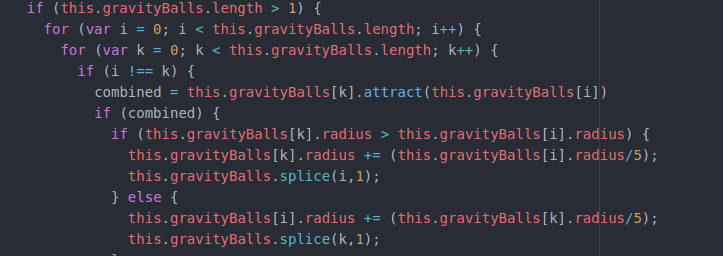 if (this.gravityBalls.length > 1) {
for (var i = 0; i < this.gravityBalls.length; i++) {
for (var k = 0; k < this.gravityBalls.length; k++) {
if (i !== k) {
combined = this.gravityBalls[k].attract(this.gravityBalls[i])
if (combined) {
if (this.gravityBalls[k].radius > this.gravityBalls[i].radius) {
this.gravityBalls[k].radius += (this.gravityBalls[i].radius/5);
this.gravityBalls.splice(i,1);
} else {
this.gravityBalls[i].radius += (this.gravityBalls[k].radius/5);
this.gravityBalls.splice(k,1);